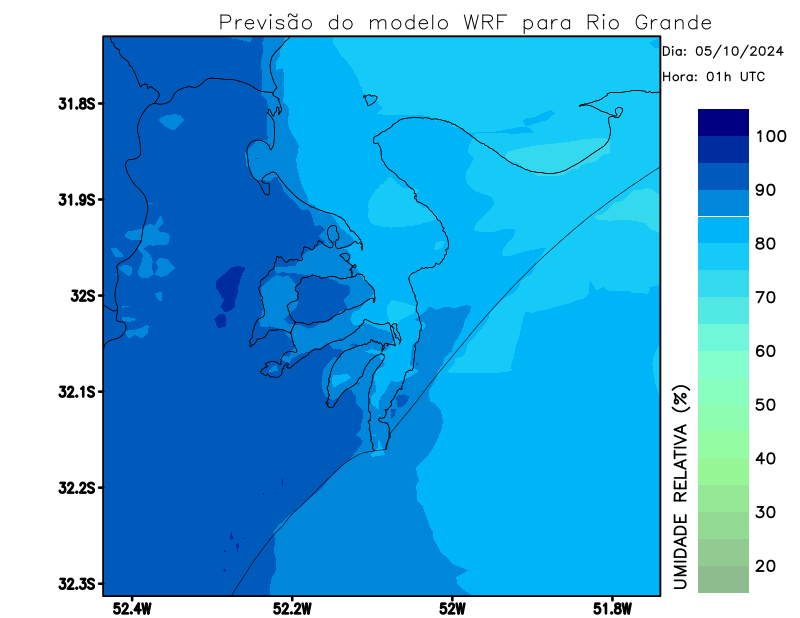 Previsão do modelo WRF para Rio Grande
Dia: 05/10/2024
Hora: 01h UTC
31.8S
31.9S
32S
32.1S
32.2S
32.3S
52.4W
52.2W
52W
51.8W
UMIDADE RELATIVA (%)
100
90
80
70
60
50
40
30
20